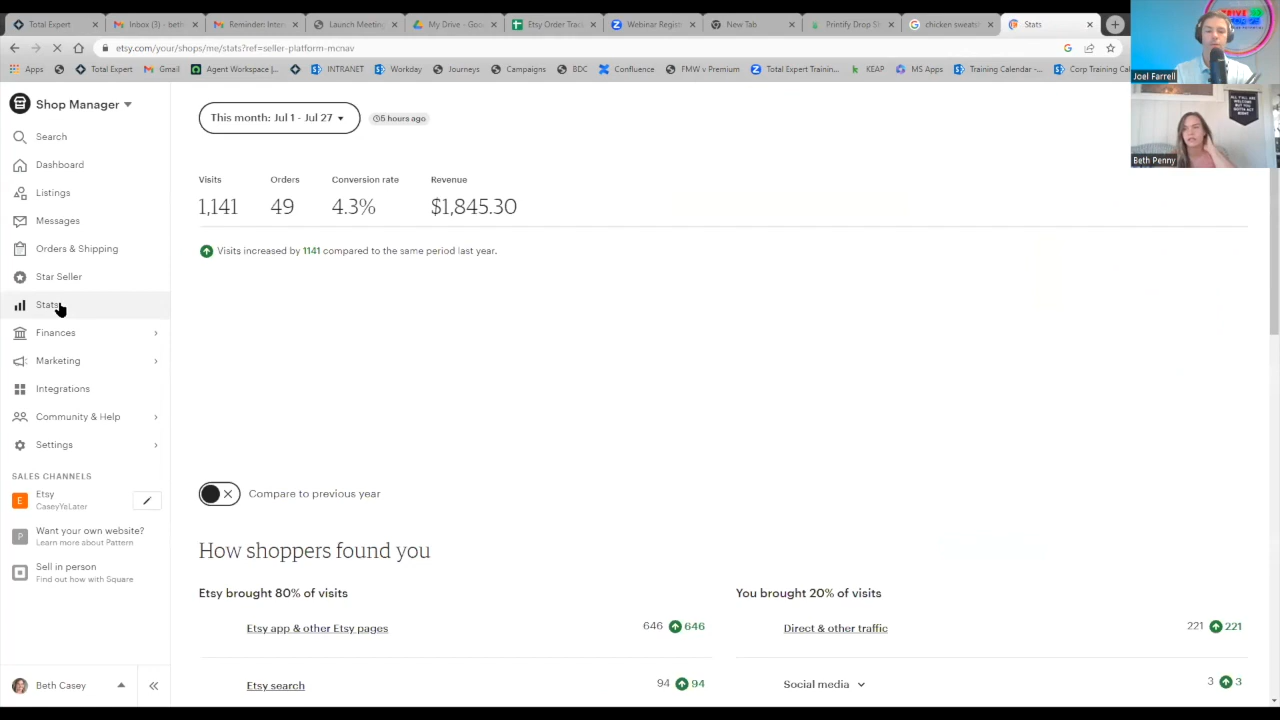 Total Expert
Inbox (3) - beth
Reminder: Inter
Launch Meeting
My Drive - Goo
Etsy Order Trac
Webinar Regist
New Tab
Printify Drop Sh
chicken sweats
Stats
etsy.com/your/shops/me/stats?ref=seller-platform-mcnav
Apps
Total Expert
Gmail
Agent Workspace |...
INTRANET
Workday
Journeys
Campaigns
BDC
Confluence
FMW v Premium
Total Expert Trainin...
KEAP
MS Apps
Training Calendar -...
Corp Training Cal
Joel Farrell
Beth Penny
Shop Manager
Search
Dashboard
Listings
Messages
Orders & Shipping
Star Seller
Stats
Finances
Marketing
Integrations
Community & Help
Settings
SALES CHANNELS
E
Etsy
CaseyYaLater
P
Want your own website?
Learn more about Pattern
Sell in person
Find out how with Square
Beth Casey
This month: Jul 1 - Jul 27
5 hours ago
Visits Orders Conversion rate Revenue
1,141 49 4.3% $1,845.30
Visits increased by 1141 compared to the same period last year.
Compare to previous year
How shoppers found you
Etsy brought 80% of visits
Etsy app & other Etsy pages 646 646
Etsy search 94 94
You brought 20% of visits
Direct & other traffic 221 221
Social media 3 3